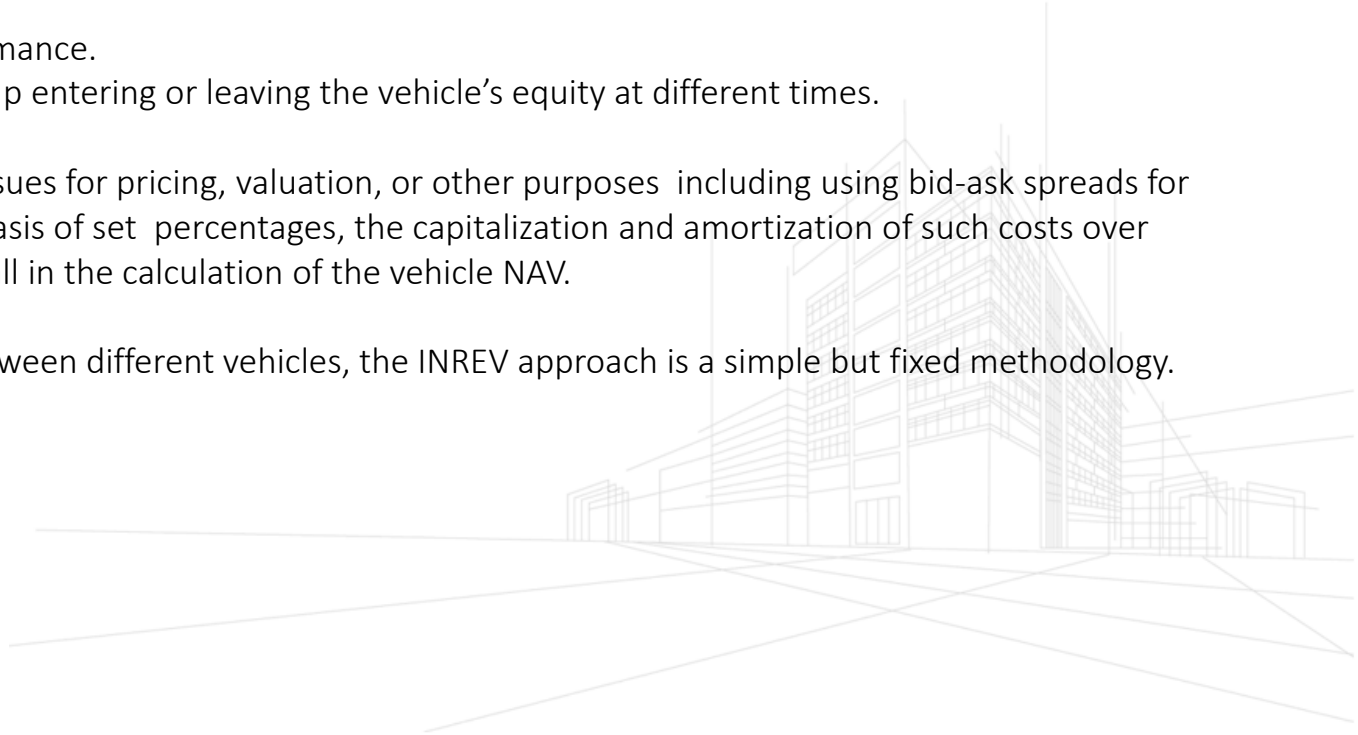 mance.
p entering or leaving the vehicle’s equity at different times.
sues for pricing, valuation, or other purposes  including using bid-ask spreads for
asis of set  percentages, the capitalization and amortization of such costs over
ll in the calculation of the vehicle NAV.
ween different vehicles, the INREV approach is a simple but fixed methodology.